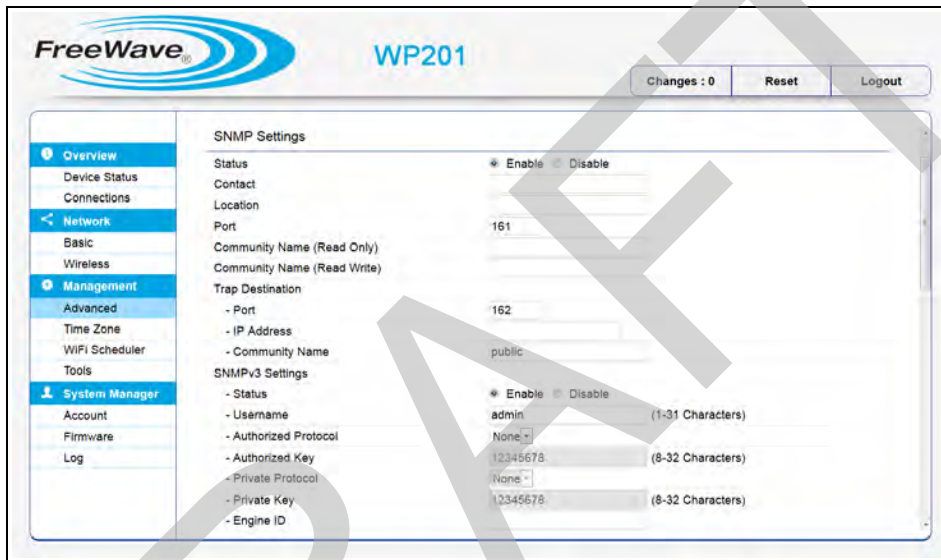 FreeWave®
WP201
Changes : 0 Reset Logout
SNMP Settings
Overview
Device Status
Connections
Network
Basic
Wireless
Management
Advanced
Time Zone
WiFi Scheduler
Tools
System Manager
Account
Firmware
Log
Status Enable Disable
Contact
Location
Port 161
Community Name (Read Only)
Community Name (Read Write)
Trap Destination
- Port 162
- IP Address
- Community Name public
SNMPv3 Settings
- Status Enable Disable
- Username admin (1-31 Characters)
- Authorized Protocol None
- Authorized Key 12345678 (8-32 Characters)
- Private Protocol None
- Private Key 12345678 (8-32 Characters)
- Engine ID
DRAFT